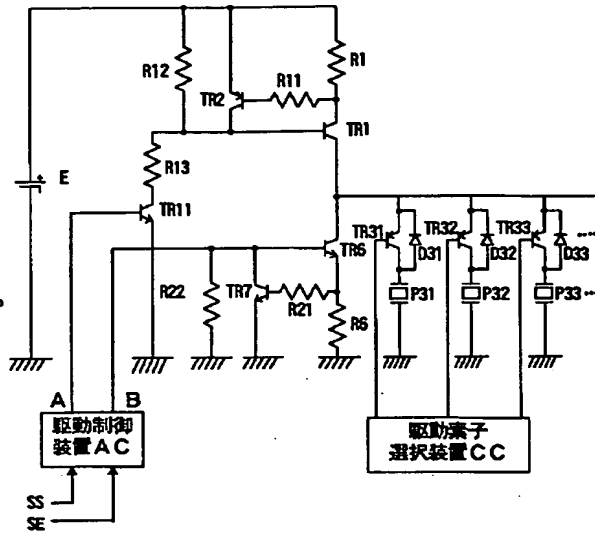 R1
R12
R11
TR2
TR1
R13
E
TR11
TR31
TR32
TR33
D31
D32
D33
TR6
R22
TR7
R21
R6
P31
P32
P33
A
B
駆動制御
装置AC
駆動素子
選択装置CC
SS
SE